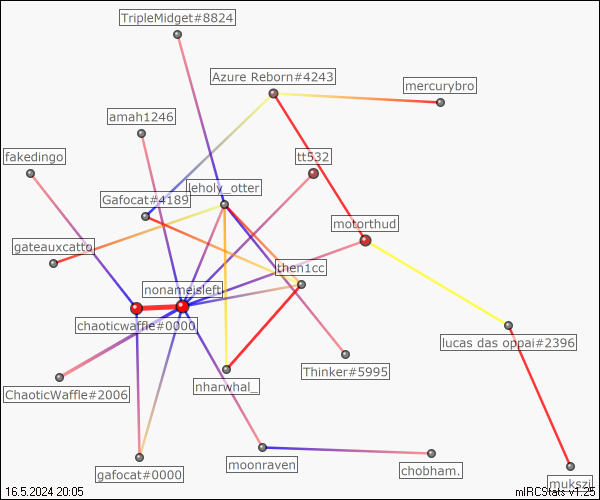 TripleMidget#8824
Azure Reborn#4243
mercurybro
amah1246
fakedingo
tt532
leholy_otter
Gafocat#4189
motorthud
gateauxcatto
then1cc
nonameisleft
chaoticwaffle#0000
lucas das oppai#2396
Thinker#5995
ChaoticWaffle#2006
nharwhal_
moonraven
chobham.
gafocat#0000
mukszi
16.5.2024 20:05
mIRCStats v1.25